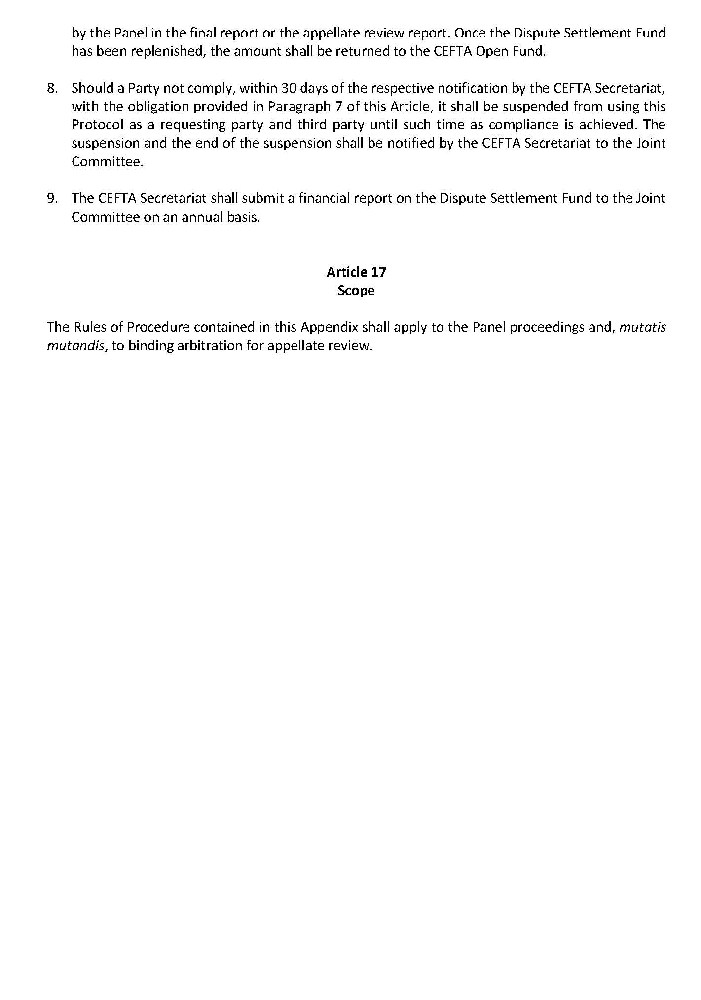 by the Panel in the final report or the appellate review report. Once the Dispute Settlement Fund
has been replenished, the amount shall be returned to the CEFTA Open Fund.
8. Should a Party not comply, within 30 days of the respective notification by the CEFTA Secretariat,
with the obligation provided in Paragraph 7 of this Article, it shall be suspended from using this
Protocol as a requesting party and third party until such time as compliance is achieved. The
suspension and the end of the suspension shall be notified by the CEFTA Secretariat to the Joint
Committee.
9. The CEFTA Secretariat shall submit a financial report on the Dispute Settlement Fund to the Joint
Committee on an annual basis.
Article 17
Scope
The Rules of Procedure contained in this Appendix shall apply to the Panel proceedings and, mutatis
mutandis, to binding arbitration for appellate review.